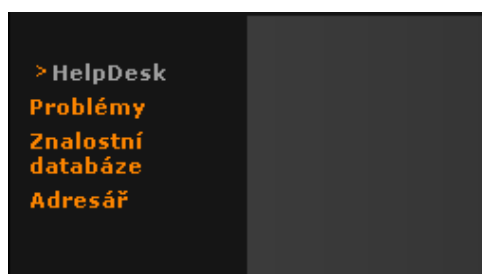 >HelpDesk
Problémy
Znalostní
databáze
Adresář